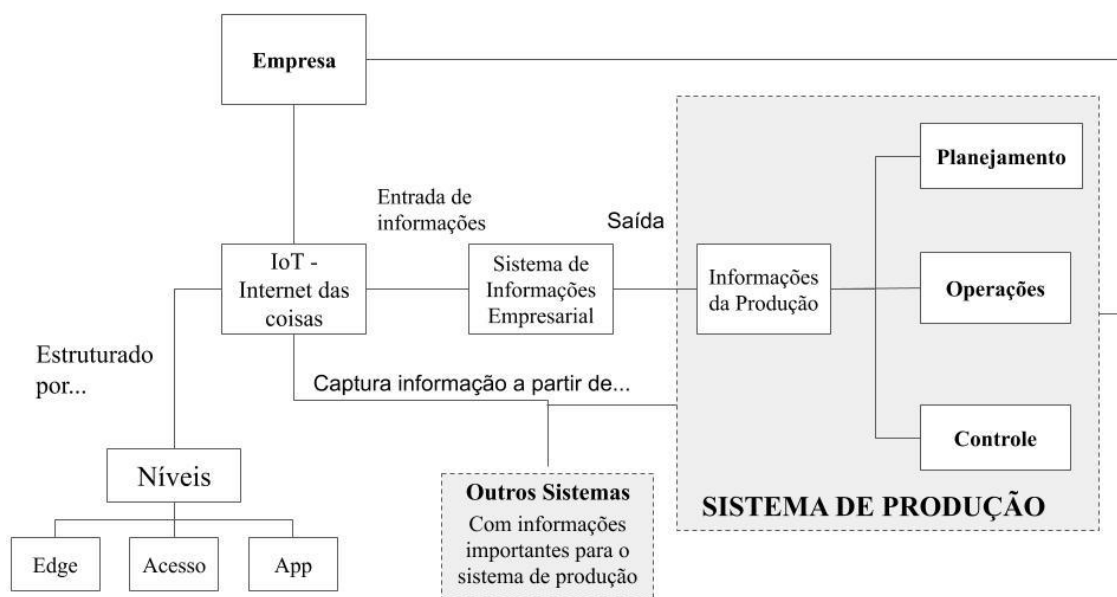 Empresa
Planejamento
Entrada de
informações
Saída
IoT -
Internet das
coisas
Sistema de
Informações
Empresarial
Informações
da Produção
Operações
Estruturado
por...
Captura informação a partir de...
Controle
Níveis
Outros Sistemas
Com informações
importantes para o
sistema de produção
SISTEMA DE PRODUÇÃO
Edge
Acesso
App